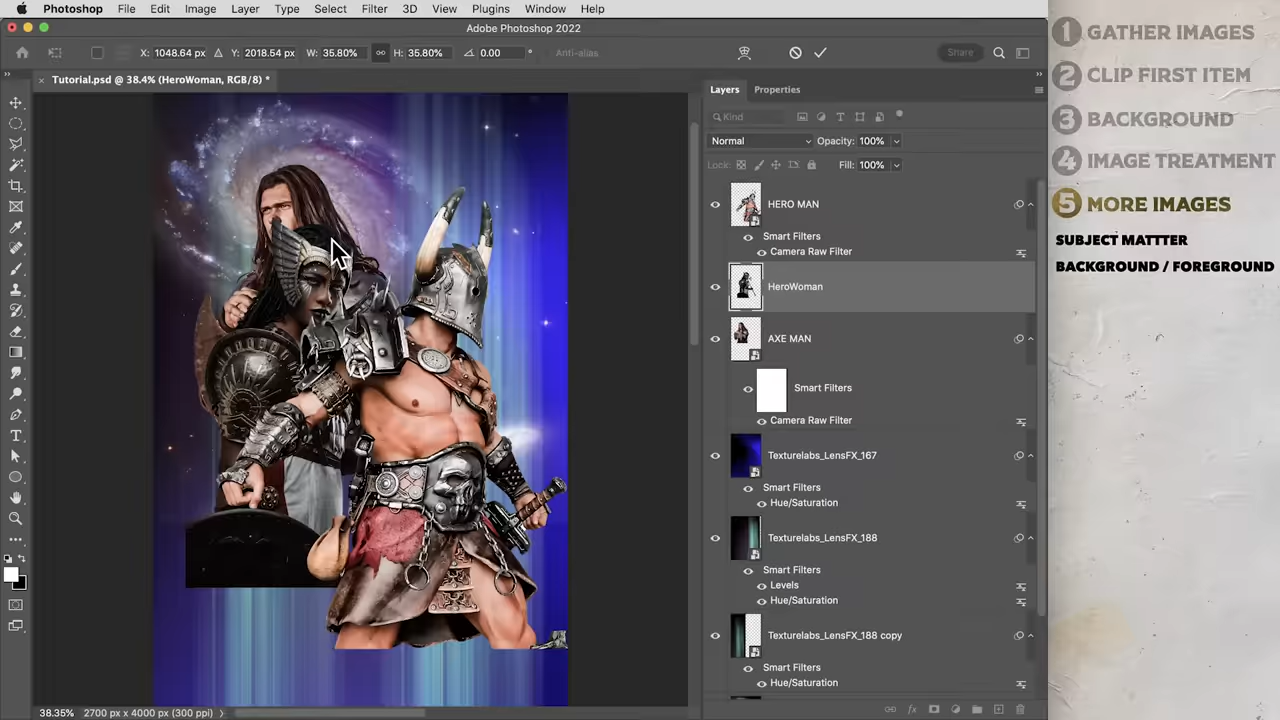 Photoshop File Edit Image Layer Type Select Filter 3D View Plugins Window Help
Adobe Photoshop 2022
X: 1048.64 px Y: 2018.54 px W: 35.80% H: 35.80% 0.00 ° Anti-alias Share
Tutorial.psd @ 38.4% (HeroWoman, RGB/8) *
Layers Properties
Kind
Normal Opacity: 100%
Lock: Fill: 100%
HERO MAN
Smart Filters
Camera Raw Filter
HeroWoman
AXE MAN
Smart Filters
Camera Raw Filter
Texturelabs_LensFX_167
Smart Filters
Hue/Saturation
Texturelabs_LensFX_188
Smart Filters
Levels
Hue/Saturation
Texturelabs_LensFX_188 copy
Smart Filters
Hue/Saturation
38.35% 2700 px x 4000 px (300 ppi)
1 GATHER IMAGES
2 CLIP FIRST ITEM
3 BACKGROUND
4 IMAGE TREATMENT
5 MORE IMAGES
SUBJECT MATTTER
BACKGROUND / FOREGROUND